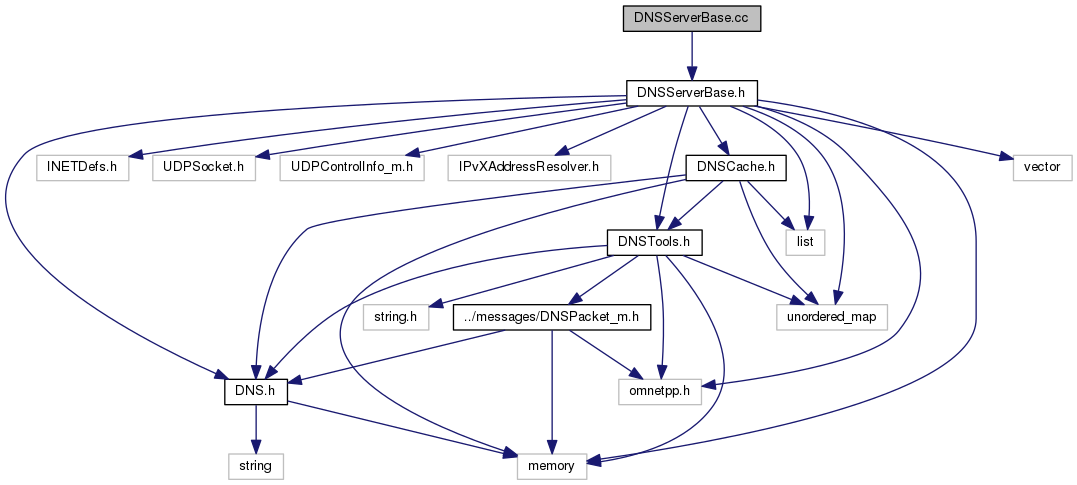 DNSServerBase.cc
DNSServerBase.h
INETDefs.h
UDPSocket.h
UDPControlInfo_m.h
IPvXAddressResolver.h
DNSCache.h
vector
DNSTools.h
list
string.h
../messages/DNSPacket_m.h
unordered_map
DNS.h
omnetpp.h
string
memory